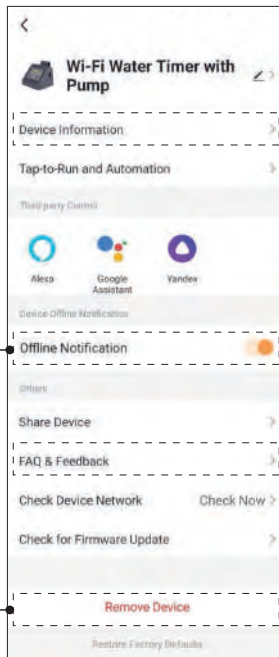 Wi-Fi Water Timer with
Pump
Device Information
Tap-to-Run and Automation
Third-party Control
Alexa
Google
Assistant
Yandex
Device Offline Notification
Offline Notification
Others
Share Device
FAQ & Feedback
Check Device Network Check Now
Check for Firmware Update
Remove Device
Restore Factory Defaults